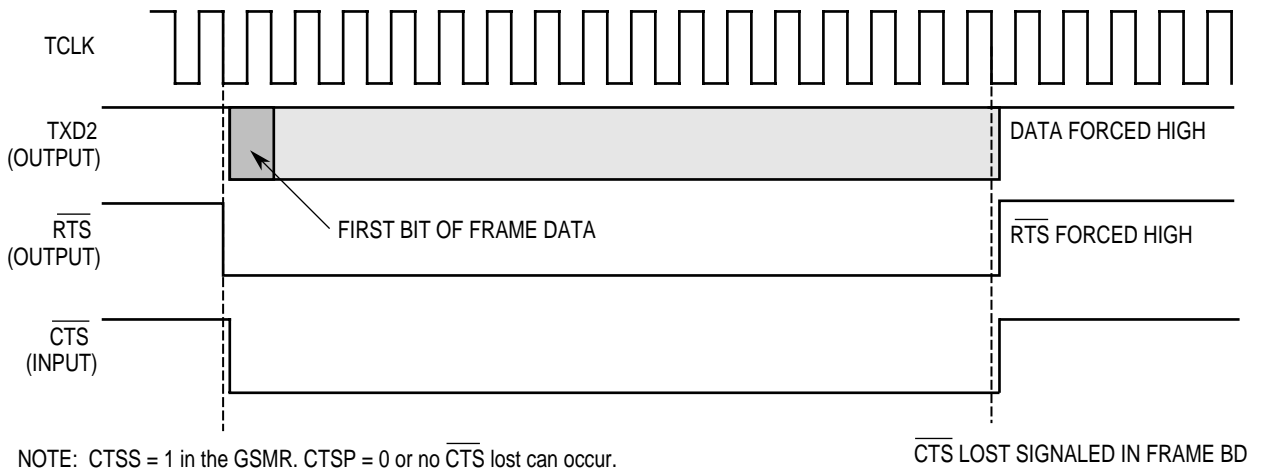 TCLK
TXD2
(OUTPUT)
DATA FORCED HIGH
FIRST BIT OF FRAME DATA
RTS
(OUTPUT)
RTS FORCED HIGH
CTS
(INPUT)
NOTE: CTSS = 1 in the GSMR. CTSP = 0 or no CTS lost can occur.
CTS LOST SIGNALED IN FRAME BD